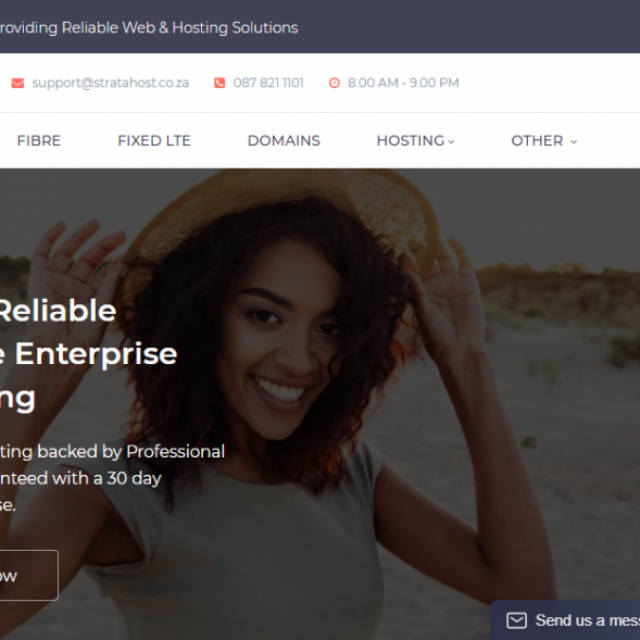 roviding Reliable Web & Hosting Solutions
support@stratahost.co.za 087 821 1101 8.00 AM - 9.00 PM
FIBRE FIXED LTE DOMAINS HOSTING OTHER
Reliable
e Enterprise
ng
ting backed by Professional
nteed with a 30 day
se.
ow
Send us a mes